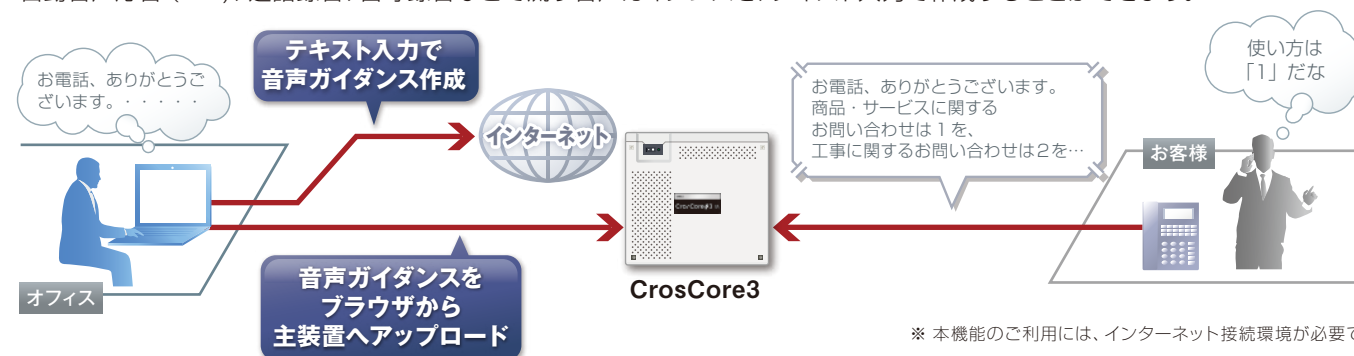 テキスト入力で
音声ガイダンス作成
お電話、ありがとうご
ざいます。・・・・・
インターネット
お電話、ありがとうございます。
商品・サービスに関する
お問い合わせは1を、
工事に関するお問い合わせは2を…
使い方は
「1」だな
お客様
オフィス
音声ガイダンスを
ブラウザから
主装置へアップロード
CrosCore3
※ 本機能のご利用には、インターネット接続環境が必要で